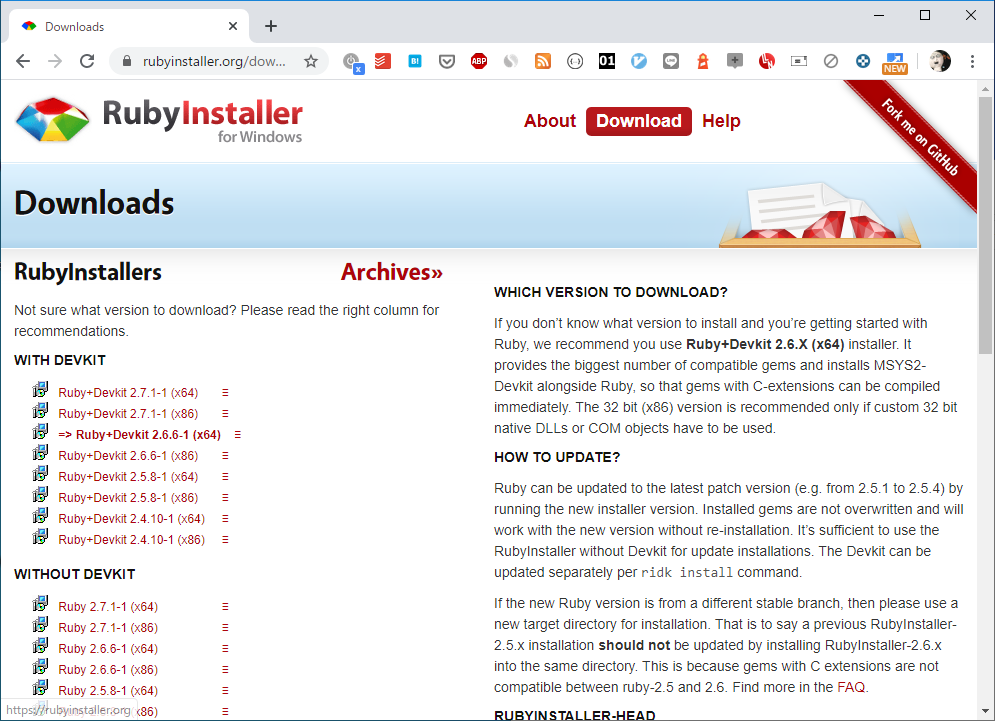 Downloads
rubyinstaller.org/dow...
x
B!
ABP
01
NEW
RubyInstaller
for Windows
About Download Help
Fork me on GitHub
Downloads
RubyInstallers Archives»
Not sure what version to download? Please read the right column for
recommendations.
WITH DEVKIT
Ruby+Devkit 2.7.1-1 (x64) ≡
Ruby+Devkit 2.7.1-1 (x86) ≡
=> Ruby+Devkit 2.6.6-1 (x64) ≡
Ruby+Devkit 2.6.6-1 (x86) ≡
Ruby+Devkit 2.5.8-1 (x64) ≡
Ruby+Devkit 2.5.8-1 (x86) ≡
Ruby+Devkit 2.4.10-1 (x64) ≡
Ruby+Devkit 2.4.10-1 (x86) ≡
WITHOUT DEVKIT
Ruby 2.7.1-1 (x64) ≡
Ruby 2.7.1-1 (x86) ≡
Ruby 2.6.6-1 (x64) ≡
Ruby 2.6.6-1 (x86) ≡
Ruby 2.5.8-1 (x64) ≡
x86) ≡
https://rubyinstaller.org
WHICH VERSION TO DOWNLOAD?
If you don’t know what version to install and you’re getting started with
Ruby, we recommend you use Ruby+Devkit 2.6.X (x64) installer. It
provides the biggest number of compatible gems and installs MSYS2-
Devkit alongside Ruby, so that gems with C-extensions can be compiled
immediately. The 32 bit (x86) version is recommended only if custom 32 bit
native DLLs or COM objects have to be used.
HOW TO UPDATE?
Ruby can be updated to the latest patch version (e.g. from 2.5.1 to 2.5.4) by
running the new installer version. Installed gems are not overwritten and will
work with the new version without re-installation. It’s sufficient to use the
RubyInstaller without Devkit for update installations. The Devkit can be
updated separately per ridk install command.
If the new Ruby version is from a different stable branch, then please use a
new target directory for installation. That is to say a previous RubyInstaller-
2.5.x installation should not be updated by installing RubyInstaller-2.6.x
into the same directory. This is because gems with C extensions are not
compatible between ruby-2.5 and 2.6. Find more in the FAQ.
RUBYINSTALLER-HEAD